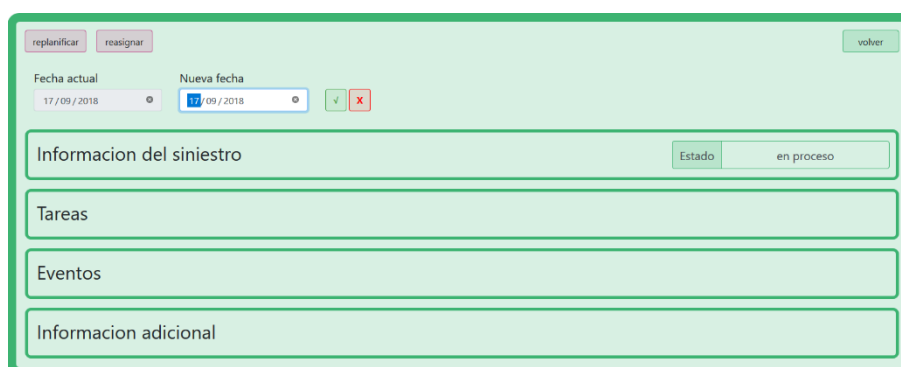 replanificar reasignar volver
Fecha actual Nueva fecha
17/09/2018 17/09/2018 √ X
Informacion del siniestro Estado en proceso
Tareas
Eventos
Informacion adicional